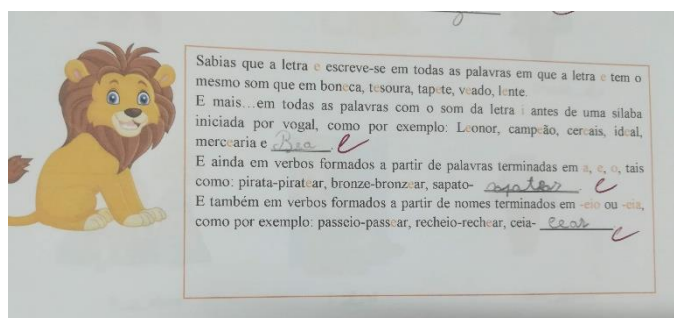 Sabias que a letra e escreve-se em todas as palavras em que a letra e tem o
mesmo som que em boneca, tesoura, tapete, veado, lente.
E mais…em todas as palavras com o som da letra i antes de uma sílaba
iniciada por vogal, como por exemplo: Leonor, campeão, cereais, ideal,
mercearia e Bea.
E ainda em verbos formados a partir de palavras terminadas em a, e, o, tais
como: pirata-piratear, bronze-bronzear, sapato-
E também em verbos formados a partir de nomes terminados em -eio ou -eia,
como por exemplo: passeio-passear, recheio-rechear, ceia- cear